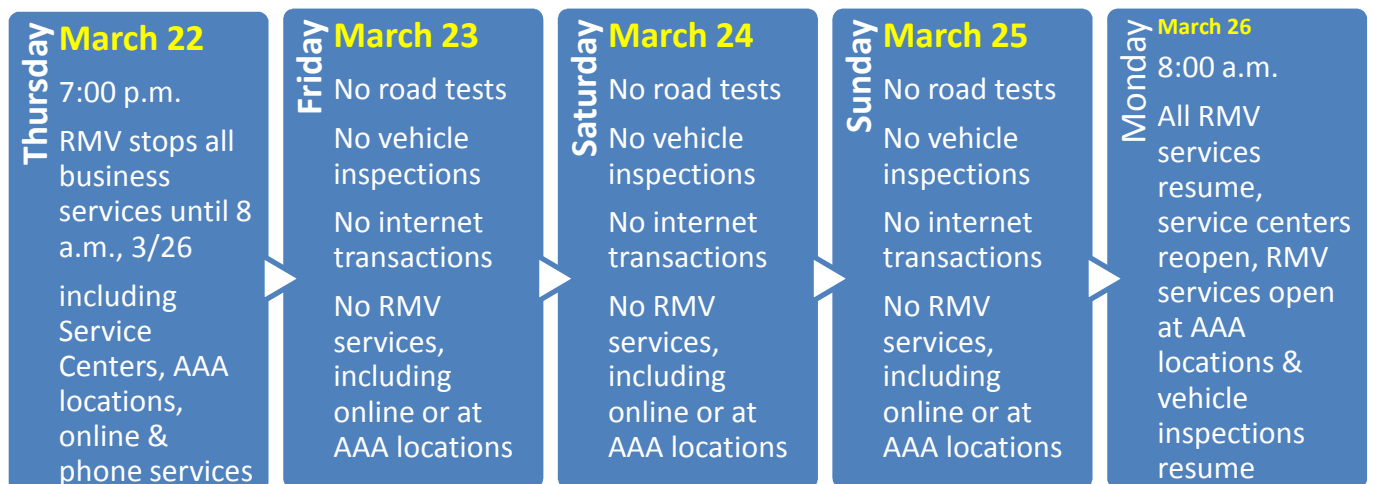 Thursday
March 22
7:00 p.m.
RMV stops all
business
services until 8
a.m., 3/26
including
Service
Centers, AAA
locations,
online &
phone services
Friday
March 23
No road tests
No vehicle
inspections
No internet
transactions
No RMV
services,
including
online or at
AAA locations
Saturday
March 24
No road tests
No vehicle
inspections
No internet
transactions
No RMV
services,
including
online or at
AAA locations
Sunday
March 25
No road tests
No vehicle
inspections
No internet
transactions
No RMV
services,
including
online or at
AAA locations
Monday
March 26
8:00 a.m.
All RMV
services
resume,
service centers
reopen, RMV
services open
at AAA
locations &
vehicle
inspections
resume